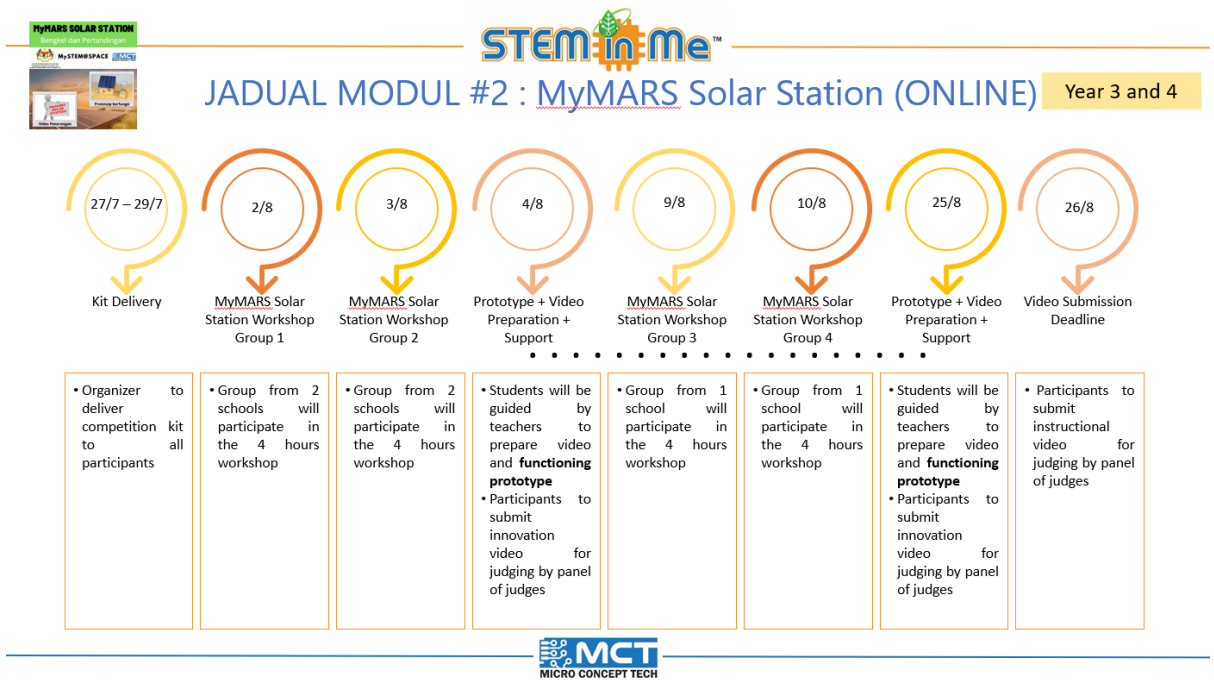 MyMARS SOLAR STATION
Bengkel dan Pertandingan
MySTEM@SPACE
MCT
Prototaip berfungsi
Video Penerangan
STEM in Me™
JADUAL MODUL #2 : MyMARS Solar Station (ONLINE)
Year 3 and 4
27/7 – 29/7
Kit Delivery
• Organizer to
deliver
competition kit
to all
participants
2/8
MyMARS Solar
Station Workshop
Group 1
• Group from 2
schools will
participate in
the 4 hours
workshop
3/8
MyMARS Solar
Station Workshop
Group 2
• Group from 2
schools will
participate in
the 4 hours
workshop
4/8
Prototype + Video
Preparation +
Support
• Students will be
guided by
teachers to
prepare video
and functioning
prototype
• Participants to
submit
innovation
video for
judging by panel
of judges
9/8
MyMARS Solar
Station Workshop
Group 3
• Group from 1
school will
participate in
the 4 hours
workshop
10/8
MyMARS Solar
Station Workshop
Group 4
• Group from 1
school will
participate in
the 4 hours
workshop
25/8
Prototype + Video
Preparation +
Support
• Students will be
guided by
teachers to
prepare video
and functioning
prototype
• Participants to
submit
innovation
video for
judging by panel
of judges
26/8
Video Submission
Deadline
• Participants to
submit
instructional
video for
judging by panel
of judges
MCT
MICRO CONCEPT TECH